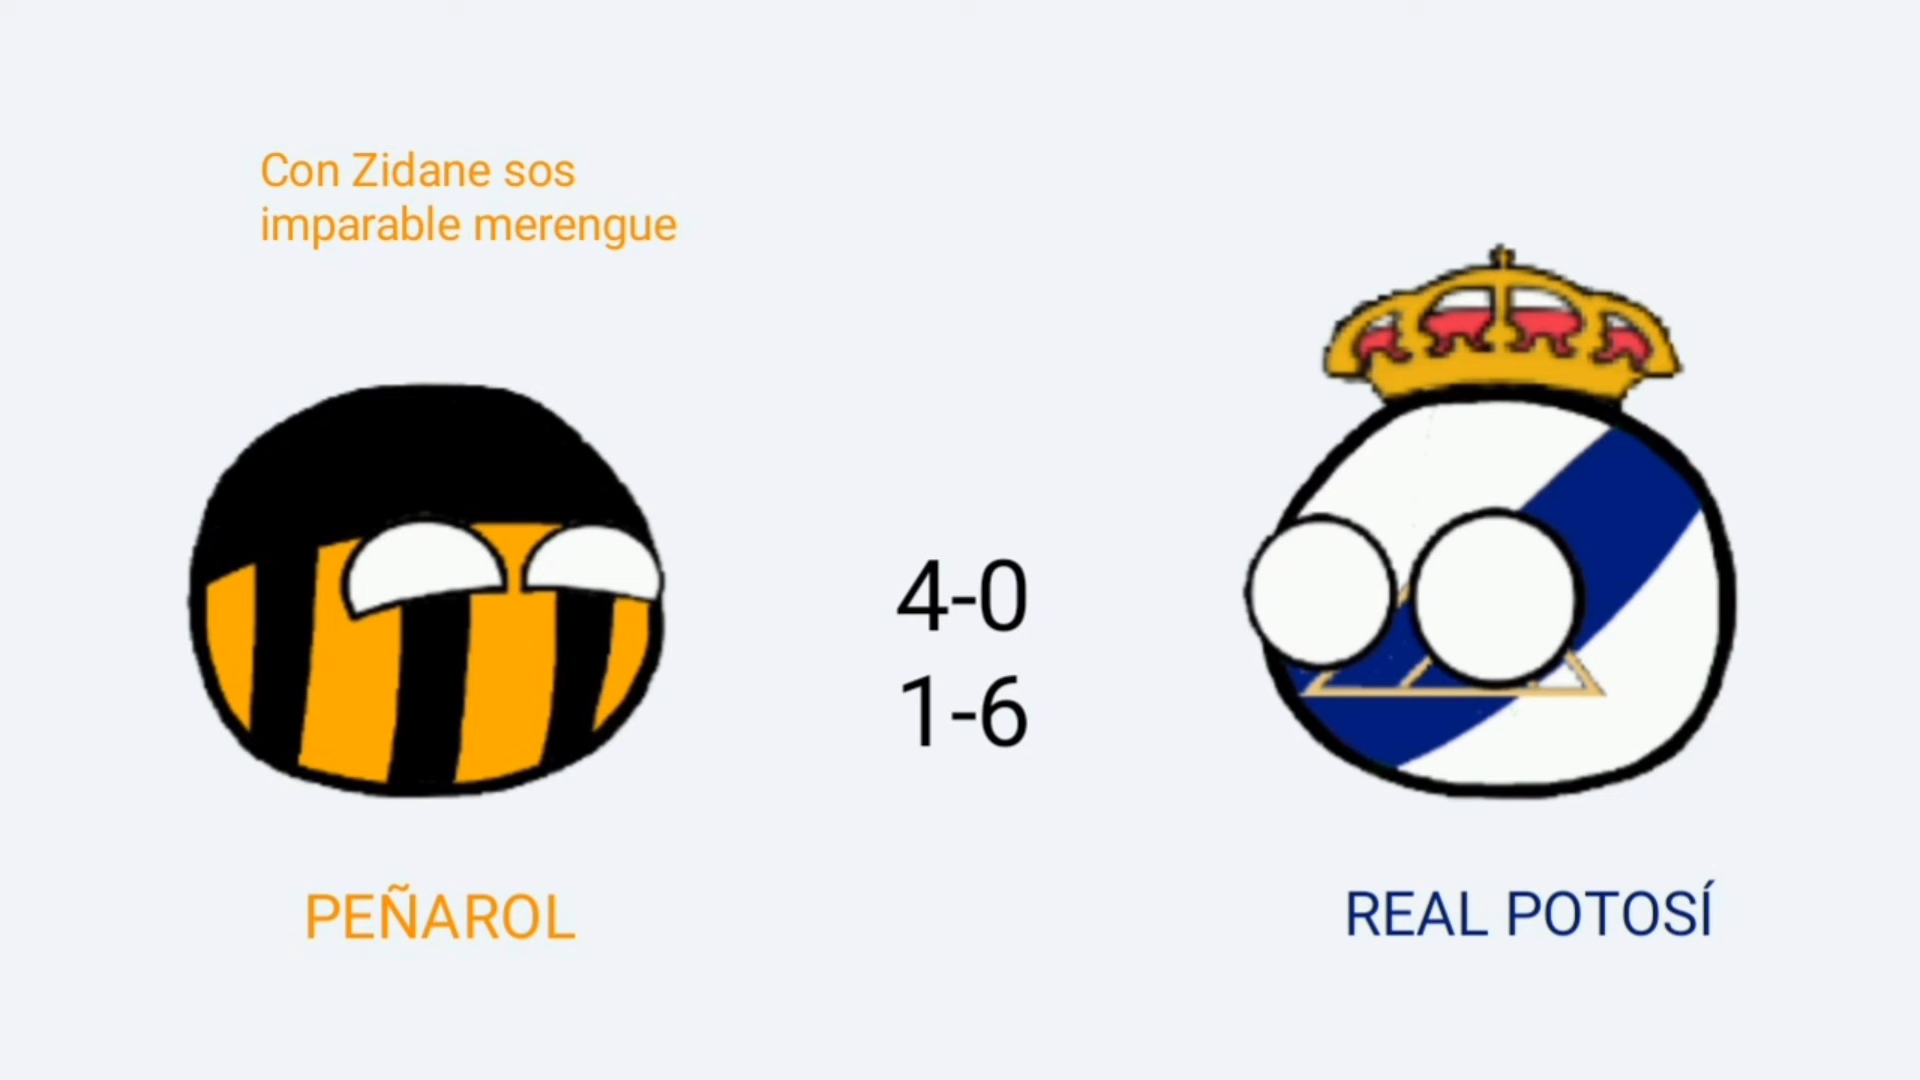 Con Zidane sos
imparable merengue
4-0
1-6
PEÑAROL
REAL POTOSÍ